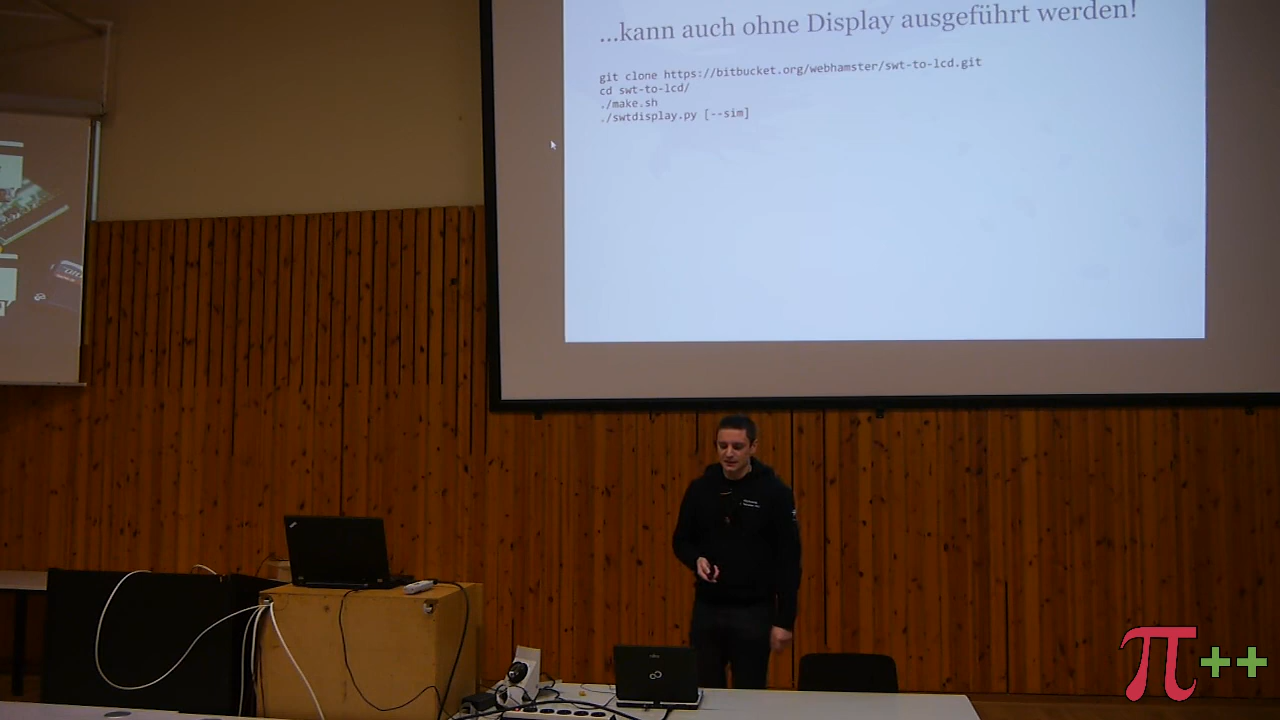 ...kann auch ohne Display ausgeführt werden!
git clone https://bitbucket.org/webhamster/swt-to-lcd.git
cd swt-to-lcd/
./make.sh
./swtdisplay.py [--sim]
π++